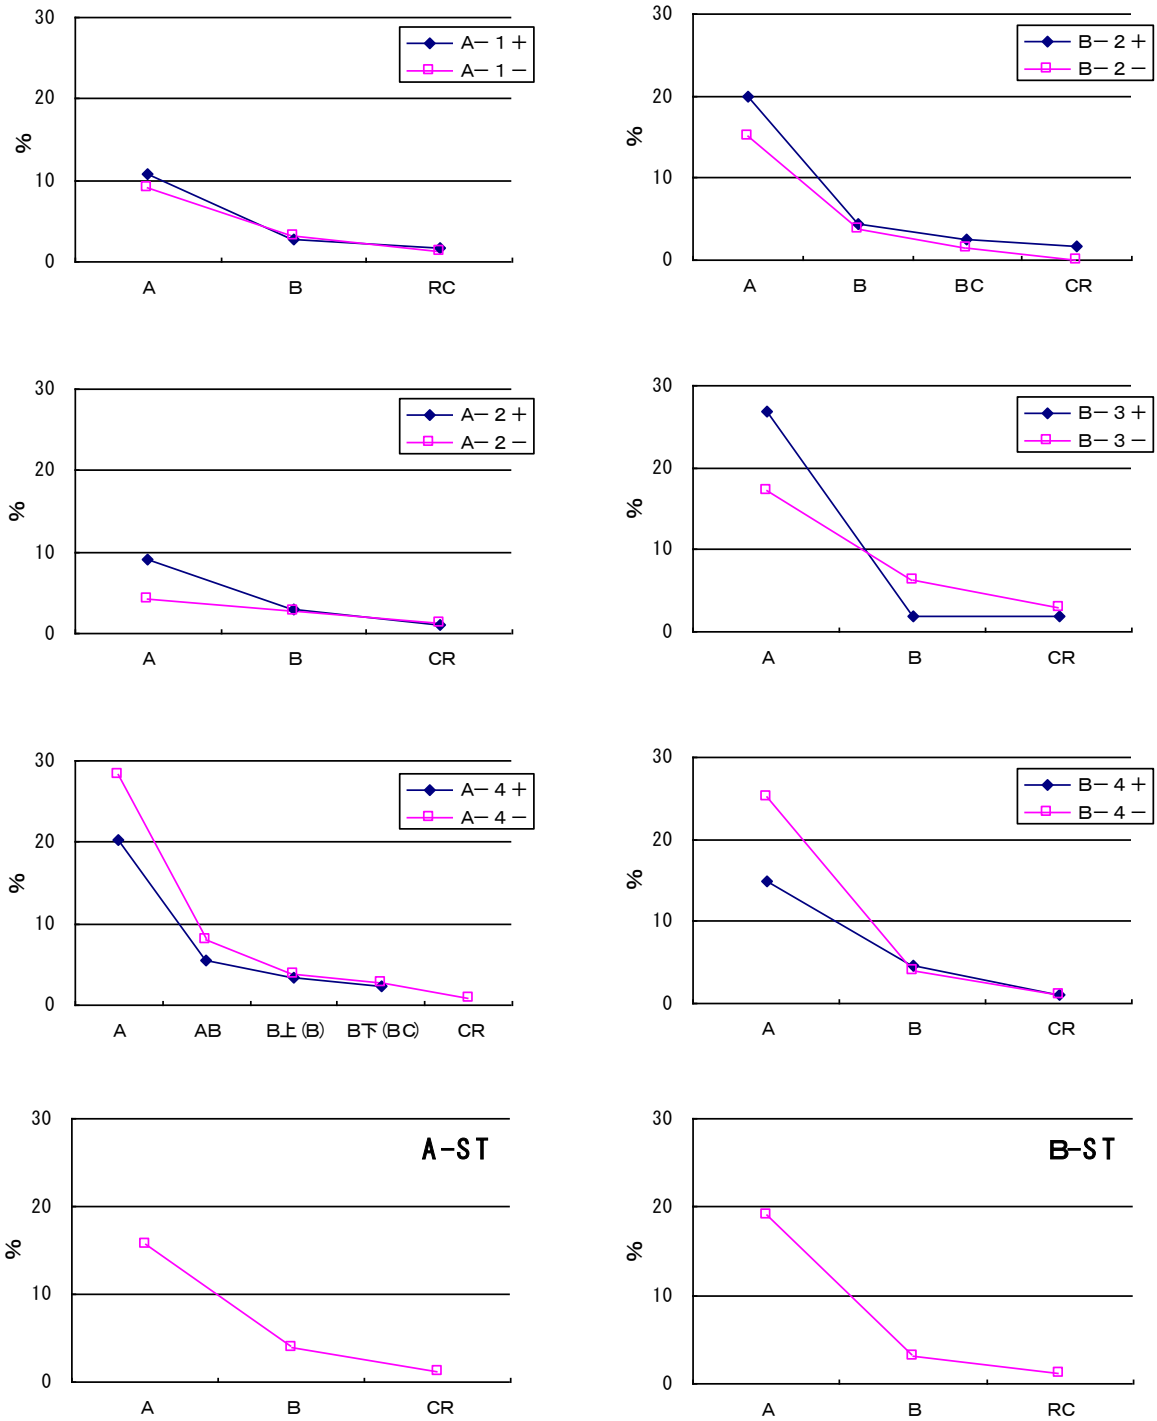 30
20
10
0
%
A－1＋
A－1－
A
B
RC
30
20
10
0
%
B－2＋
B－2－
A
B
BC
CR
30
20
10
0
%
A－2＋
A－2－
A
B
CR
30
20
10
0
%
B－3＋
B－3－
A
B
CR
30
20
10
0
%
A－4＋
A－4－
A
AB
B上(B)
B下(BC)
CR
30
20
10
0
%
B－4＋
B－4－
A
B
CR
30
20
10
0
%
A-ST
A
B
CR
30
20
10
0
%
B-ST
A
B
RC